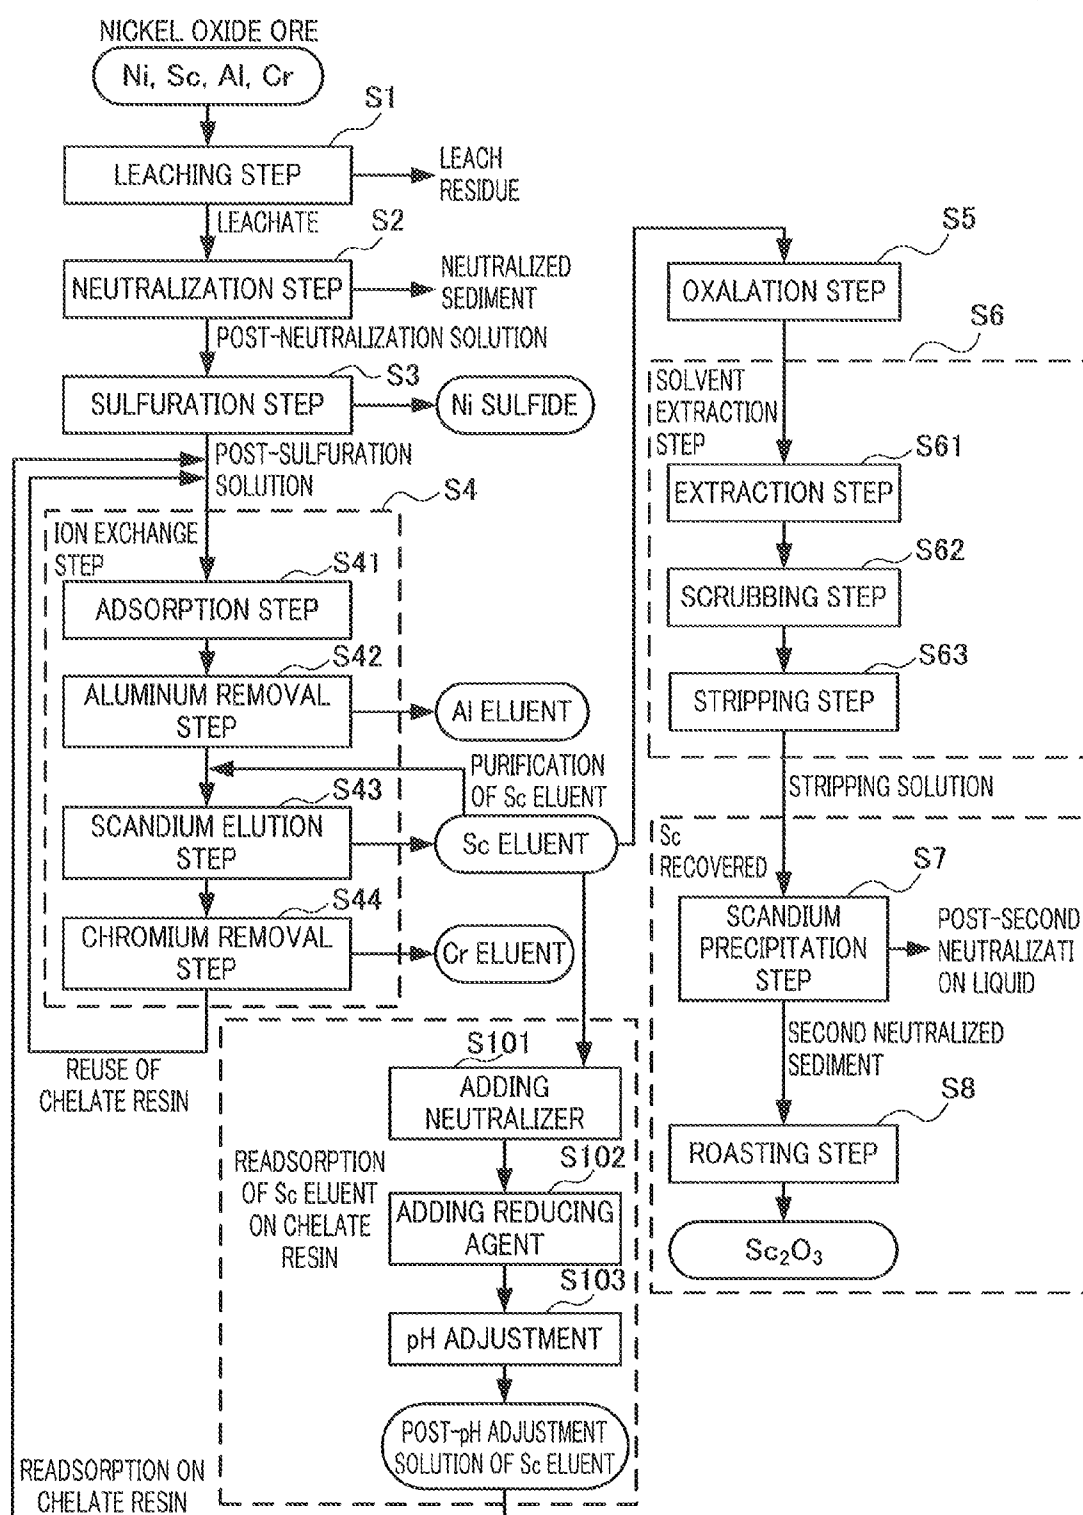 NICKEL OXIDE ORE
Ni, Sc, Al, Cr
S1
LEACHING STEP
LEACH
RESIDUE
LEACHATE
S2
NEUTRALIZATION STEP
NEUTRALIZED
SEDIMENT
POST-NEUTRALIZATION SOLUTION
S3
SULFURATION STEP
Ni SULFIDE
POST-SULFURATION
SOLUTION
S4
ION EXCHANGE
STEP
S41
ADSORPTION STEP
S42
ALUMINUM REMOVAL
STEP
Al ELUENT
PURIFICATION
OF Sc ELUENT
S43
SCANDIUM ELUTION
STEP
Sc ELUENT
S44
CHROMIUM REMOVAL
STEP
Cr ELUENT
REUSE OF
CHELATE RESIN
S101
ADDING
NEUTRALIZER
READSORPTION
OF Sc ELUENT
ON CHELATE
RESIN
S102
ADDING REDUCING
AGENT
S103
pH ADJUSTMENT
POST-pH ADJUSTMENT
SOLUTION OF Sc ELUENT
READSORPTION ON
CHELATE RESIN
S5
OXALATION STEP
S6
SOLVENT
EXTRACTION
STEP
S61
EXTRACTION STEP
S62
SCRUBBING STEP
S63
STRIPPING STEP
STRIPPING SOLUTION
Sc
RECOVERED
S7
SCANDIUM
PRECIPITATION
STEP
POST-SECOND
NEUTRALIZATI
ON LIQUID
SECOND NEUTRALIZED
SEDIMENT
S8
ROASTING STEP
Sc₂O₃